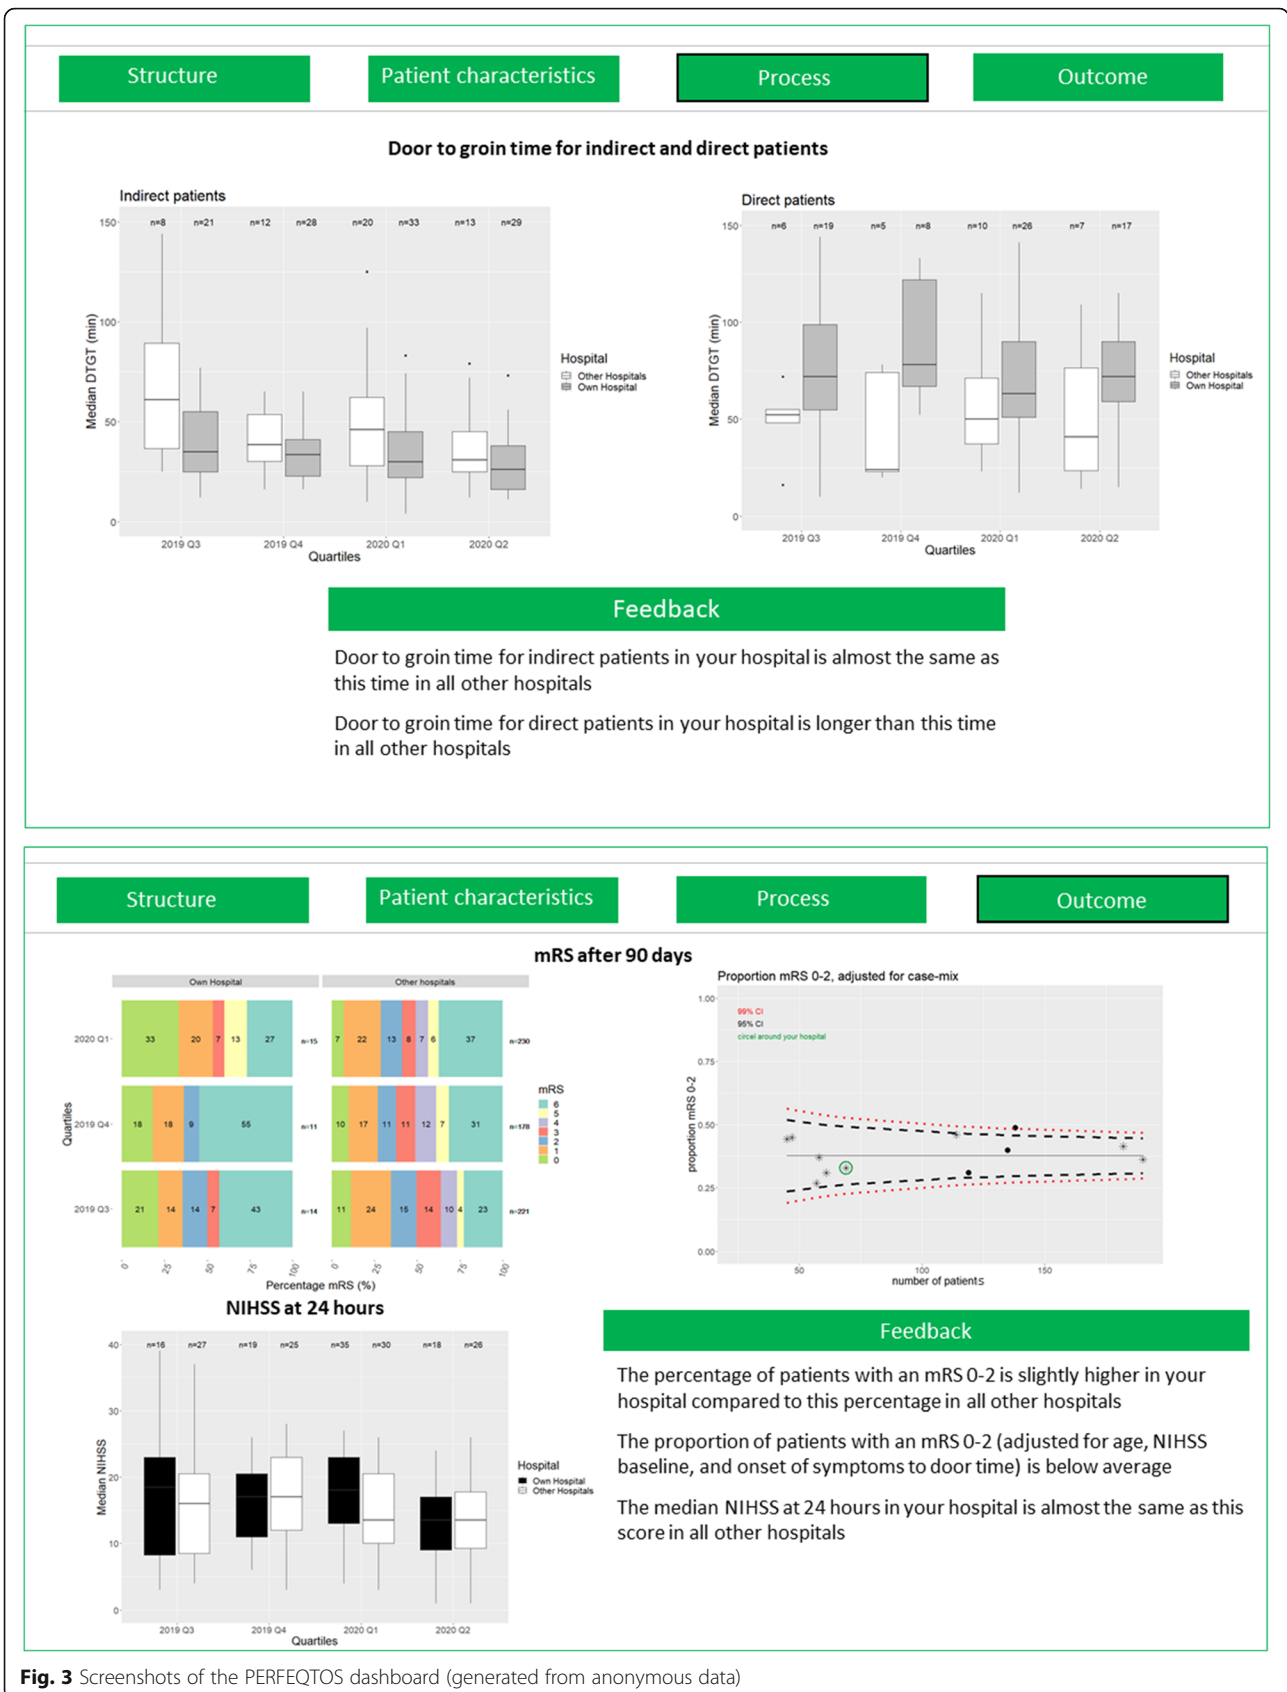 Structure
Patient characteristics
Process
Outcome
Door to groin time for indirect and direct patients
Indirect patients
n=8 n=21 n=12 n=28 n=20 n=33 n=13 n=29
150
100
50
0
Median DTGT (min)
2019 Q3 2019 Q4 2020 Q1 2020 Q2
Quartiles
Hospital
Other Hospitals
Own Hospital
Direct patients
n=6 n=19 n=5 n=8 n=10 n=26 n=7 n=17
150
100
50
0
Median DTGT (min)
2019 Q3 2019 Q4 2020 Q1 2020 Q2
Quartiles
Hospital
Other Hospitals
Own Hospital
Feedback
Door to groin time for indirect patients in your hospital is almost the same as
this time in all other hospitals
Door to groin time for direct patients in your hospital is longer than this time
in all other hospitals
Structure
Patient characteristics
Process
Outcome
mRS after 90 days
Own Hospital
Other hospitals
2020 Q1
33 20 7 13 27 n=15
7 22 13 8 7 6 37 n=230
2019 Q4
18 18 9 55 n=11
10 17 11 11 12 7 31 n=178
2019 Q3
21 14 14 7 43 n=14
11 24 15 14 10 4 23 n=221
Quartiles
0 25 50 75 100
0 25 50 75 100
Percentage mRS (%)
mRS
6
5
4
3
2
1
0
Proportion mRS 0-2, adjusted for case-mix
99% CI
95% CI
circel around your hospital
1.00
0.75
0.50
0.25
0.00
proportion mRS 0-2
50 100 150
number of patients
NIHSS at 24 hours
n=16 n=27 n=19 n=25 n=35 n=30 n=18 n=26
40
30
20
10
0
Median NIHSS
2019 Q3 2019 Q4 2020 Q1 2020 Q2
Quartiles
Hospital
Own Hospital
Other Hospitals
Feedback
The percentage of patients with an mRS 0-2 is slightly higher in your
hospital compared to this percentage in all other hospitals
The proportion of patients with an mRS 0-2 (adjusted for age, NIHSS
baseline, and onset of symptoms to door time) is below average
The median NIHSS at 24 hours in your hospital is almost the same as this
score in all other hospitals
Fig. 3 Screenshots of the PERFEQTOS dashboard (generated from anonymous data)